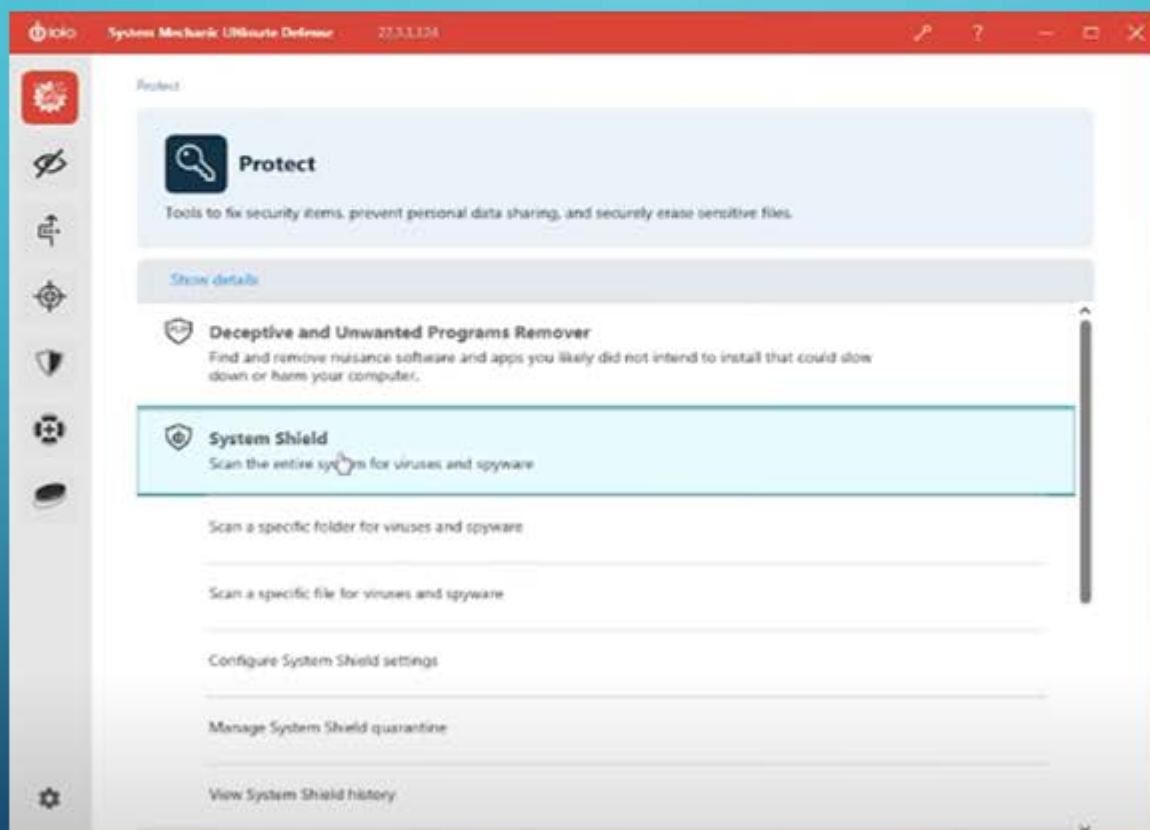 iolo System Mechanic Ultimate Defense
Protect
Protect
Tools to fix security items, prevent personal data sharing, and securely erase sensitive files.
Show details
Deceptive and Unwanted Programs Remover
Find and remove nuisance software and apps you likely did not intend to install that could slow
down or harm your computer.
System Shield
Scan the entire system for viruses and spyware
Scan a specific folder for viruses and spyware
Scan a specific file for viruses and spyware
Configure System Shield settings
Manage System Shield quarantine
View System Shield history